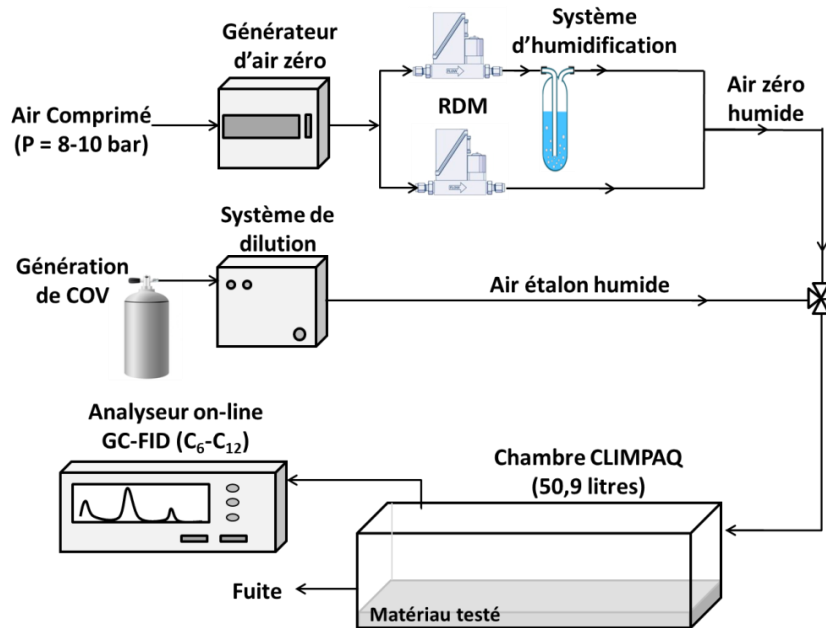 Générateur
d'air zéro
Système
d'humidification
Air Comprimé
(P = 8-10 bar)
RDM
Air zéro
humide
Système de
dilution
Génération
de COV
Air étalon humide
Analyseur on-line
GC-FID (C₆-C₁₂)
Chambre CLIMPAQ
(50,9 litres)
Fuite
Matériau testé